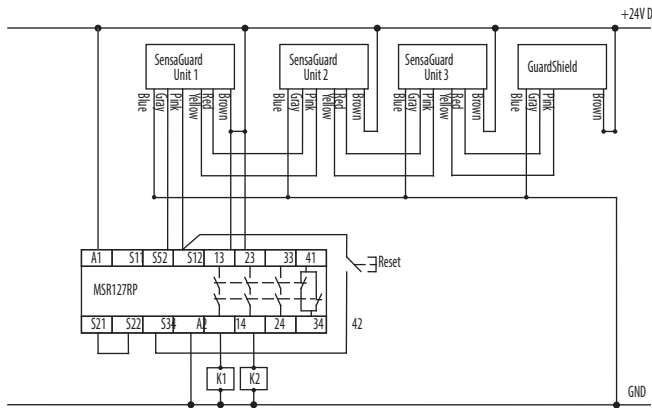 +24V D
SensaGuard
Unit 1
SensaGuard
Unit 2
SensaGuard
Unit 3
GuardShield
Blue
Gray
Pink
Yellow
Red
Brown
Blue
Gray
Pink
Yellow
Red
Brown
Blue
Gray
Pink
Yellow
Red
Brown
Blue
Gray
Pink
Brown
A1 S11 S52 S12 13 23 33 41
Reset
MSR127RP
S21 S22 S34 A2 14 24 34 42
K1 K2
GND